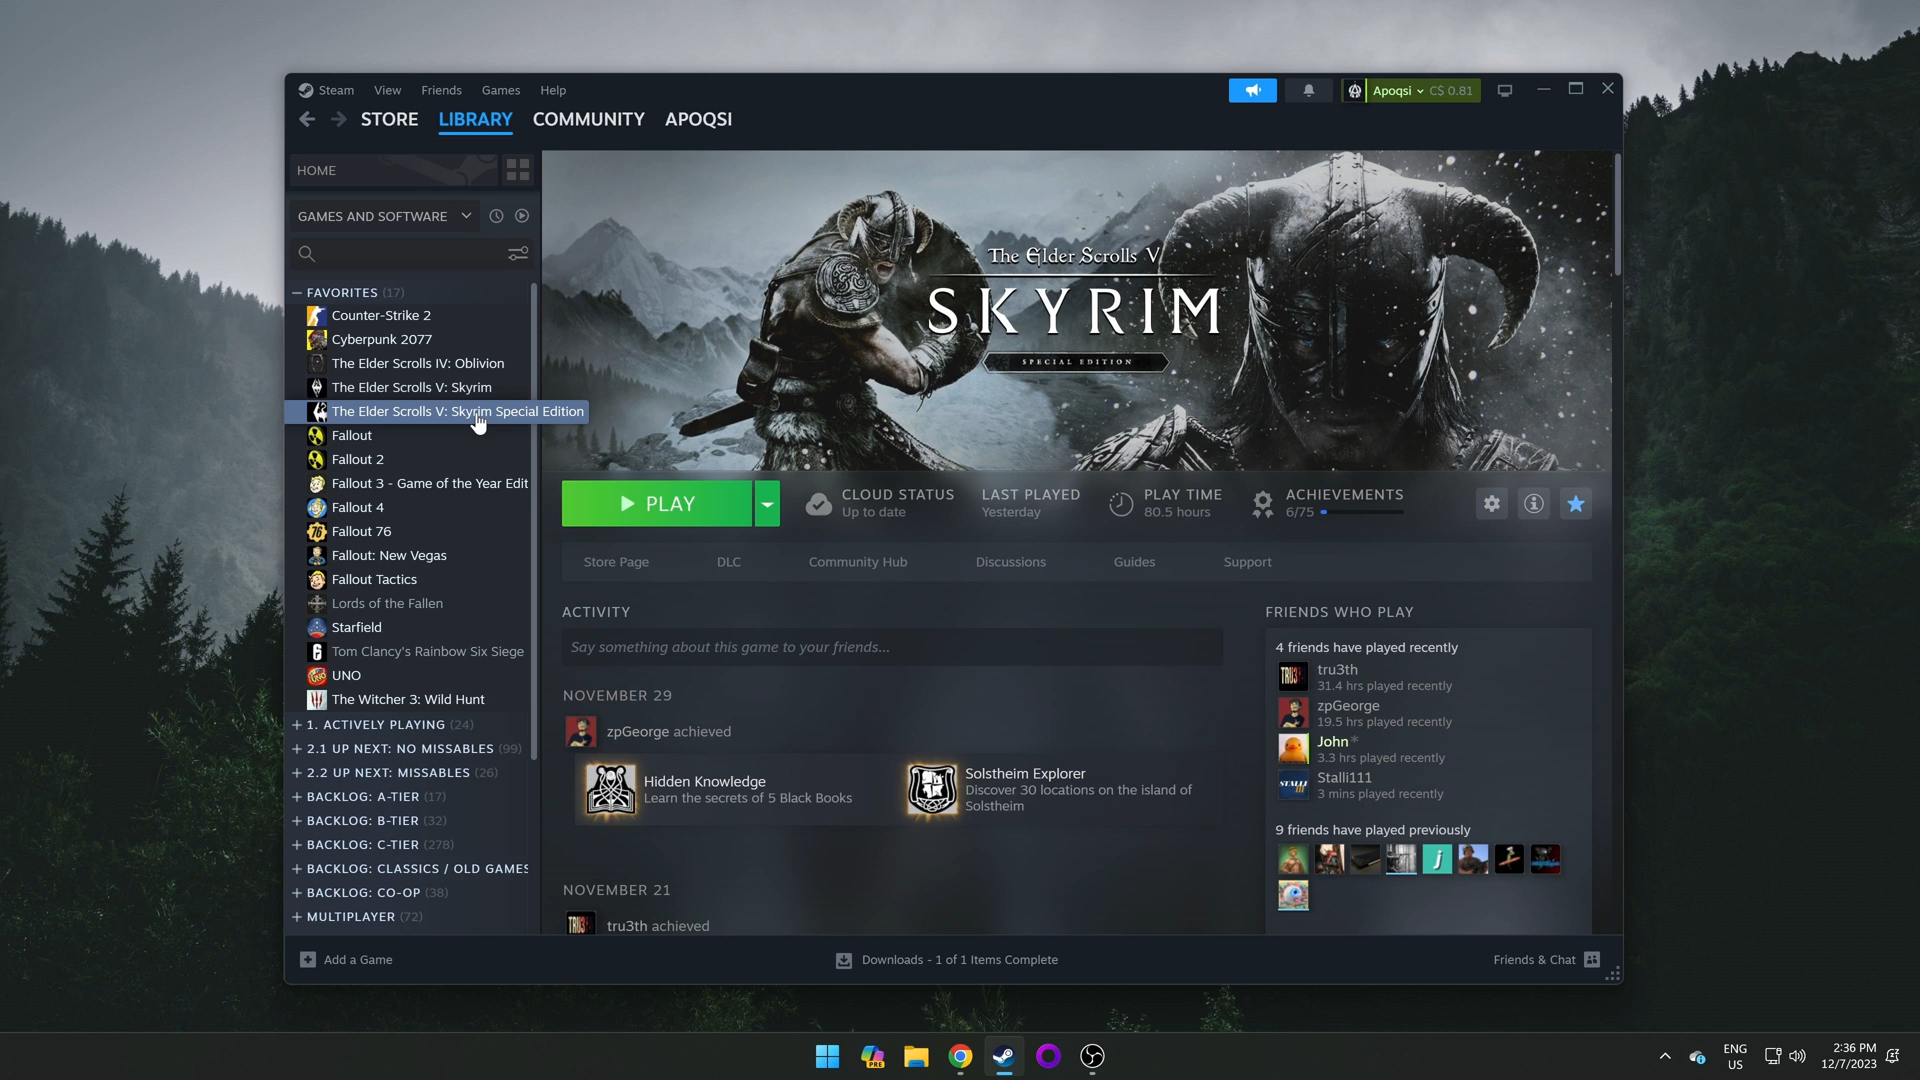 Steam View Friends Games Help
Apoqsi C$ 0.81
STORE LIBRARY COMMUNITY APOQSI
HOME
GAMES AND SOFTWARE
FAVORITES (17)
Counter-Strike 2
Cyberpunk 2077
The Elder Scrolls IV: Oblivion
The Elder Scrolls V: Skyrim
The Elder Scrolls V: Skyrim Special Edition
Fallout
Fallout 2
Fallout 3 - Game of the Year Edit
Fallout 4
Fallout 76
Fallout: New Vegas
Fallout Tactics
Lords of the Fallen
Starfield
Tom Clancy's Rainbow Six Siege
UNO
The Witcher 3: Wild Hunt
+ 1. ACTIVELY PLAYING (24)
+ 2.1 UP NEXT: NO MISSABLES (99)
+ 2.2 UP NEXT: MISSABLES (26)
+ BACKLOG: A-TIER (17)
+ BACKLOG: B-TIER (32)
+ BACKLOG: C-TIER (278)
+ BACKLOG: CLASSICS / OLD GAMES
+ BACKLOG: CO-OP (38)
+ MULTIPLAYER (72)
The Elder Scrolls V
SKYRIM
SPECIAL EDITION
PLAY
CLOUD STATUS
Up to date
LAST PLAYED
Yesterday
PLAY TIME
80.5 hours
ACHIEVEMENTS
6/75
Store Page DLC Community Hub Discussions Guides Support
ACTIVITY
Say something about this game to your friends...
NOVEMBER 29
zpGeorge achieved
Hidden Knowledge
Learn the secrets of 5 Black Books
Solstheim Explorer
Discover 30 locations on the island of
Solstheim
NOVEMBER 21
TRU3
tru3th achieved
FRIENDS WHO PLAY
4 friends have played recently
TRU3
tru3th
31.4 hrs played recently
zpGeorge
19.5 hrs played recently
John *
3.3 hrs played recently
STALLI
Stalli111
3 mins played recently
9 friends have played previously
j
Add a Game
Downloads - 1 of 1 Items Complete
Friends & Chat
PRE
ENG
US
2:36 PM
12/7/2023